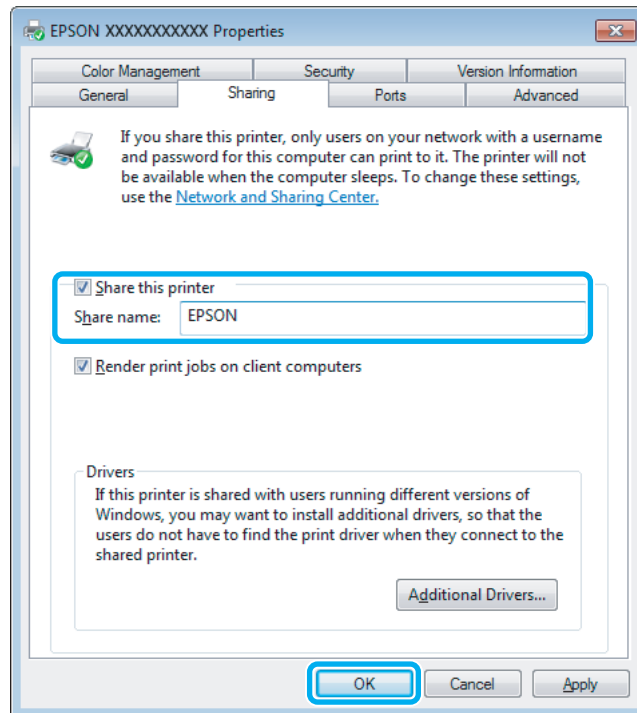 EPSON XXXXXXXXXXX Properties
Color Management Security Version Information
General Sharing Ports Advanced
If you share this printer, only users on your network with a username
and password for this computer can print to it. The printer will not
be available when the computer sleeps. To change these settings,
use the Network and Sharing Center.
Share this printer
Share name: EPSON
Render print jobs on client computers
Drivers
If this printer is shared with users running different versions of
Windows, you may want to install additional drivers, so that the
users do not have to find the print driver when they connect to the
shared printer.
Additional Drivers...
OK Cancel Apply